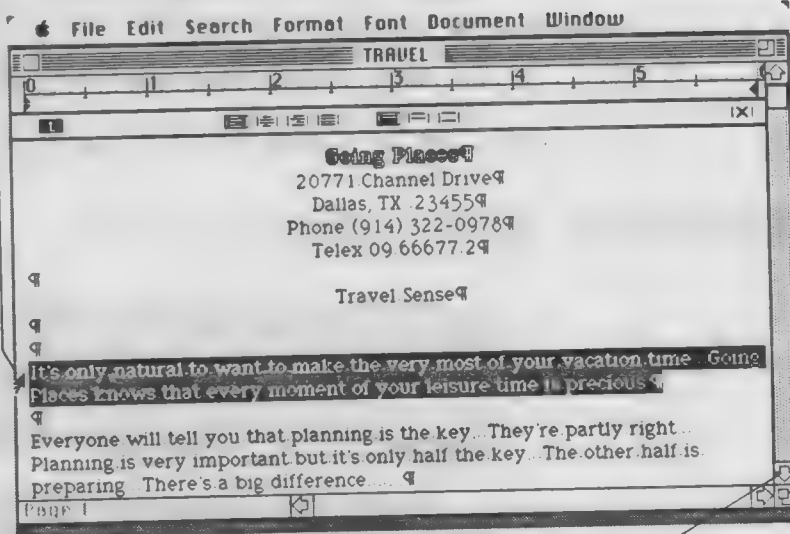 File Edit Search Format Font Document Window
TRAVEL
0 1 2 3 4 5
Going Places¶
20771 Channel Drive¶
Dallas, TX 23455¶
Phone (914) 322-0978¶
Telex 09 66677 29¶
¶
Travel Sense¶
¶
¶
It's only natural to want to make the very most of your vacation time. Going
Places knows that every moment of your leisure time is precious.¶
¶
Everyone will tell you that planning is the key. They're partly right.
Planning is very important but it's only half the key. The other half is
preparing. There's a big difference. ¶
Page 1